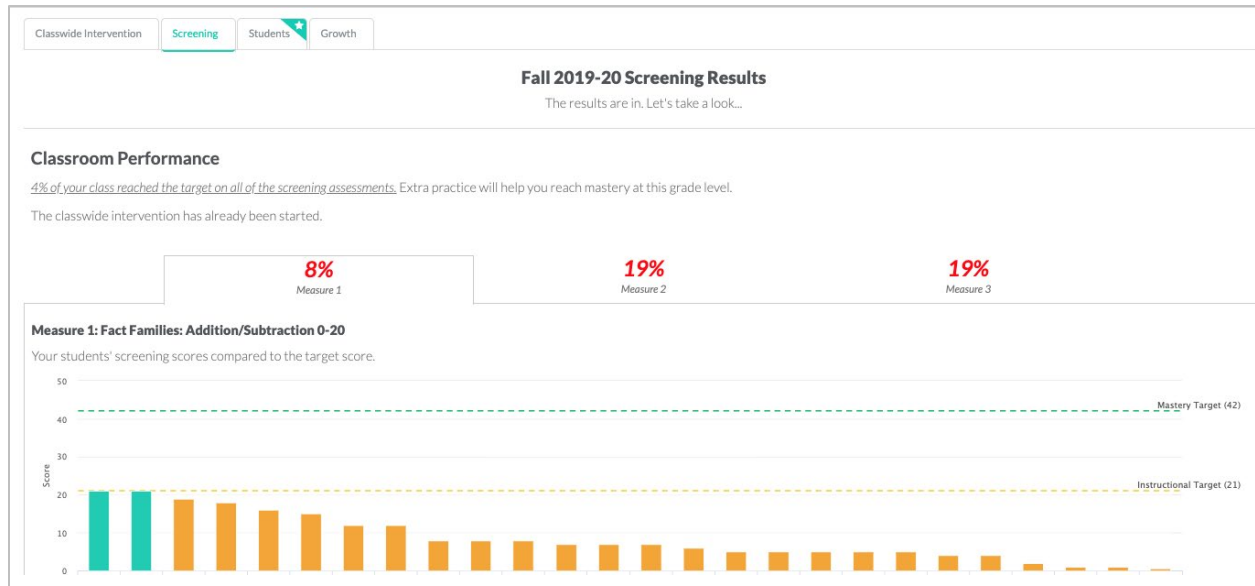 Classwide Intervention Screening Students Growth
Fall 2019-20 Screening Results
The results are in. Let's take a look...
Classroom Performance
4% of your class reached the target on all of the screening assessments. Extra practice will help you reach mastery at this grade level.
The classwide intervention has already been started.
8% 19% 19%
Measure 1 Measure 2 Measure 3
Measure 1: Fact Families: Addition/Subtraction 0-20
Your students' screening scores compared to the target score.
50
Mastery Target (42)
40
30
Score
20
Instructional Target (21)
10
0